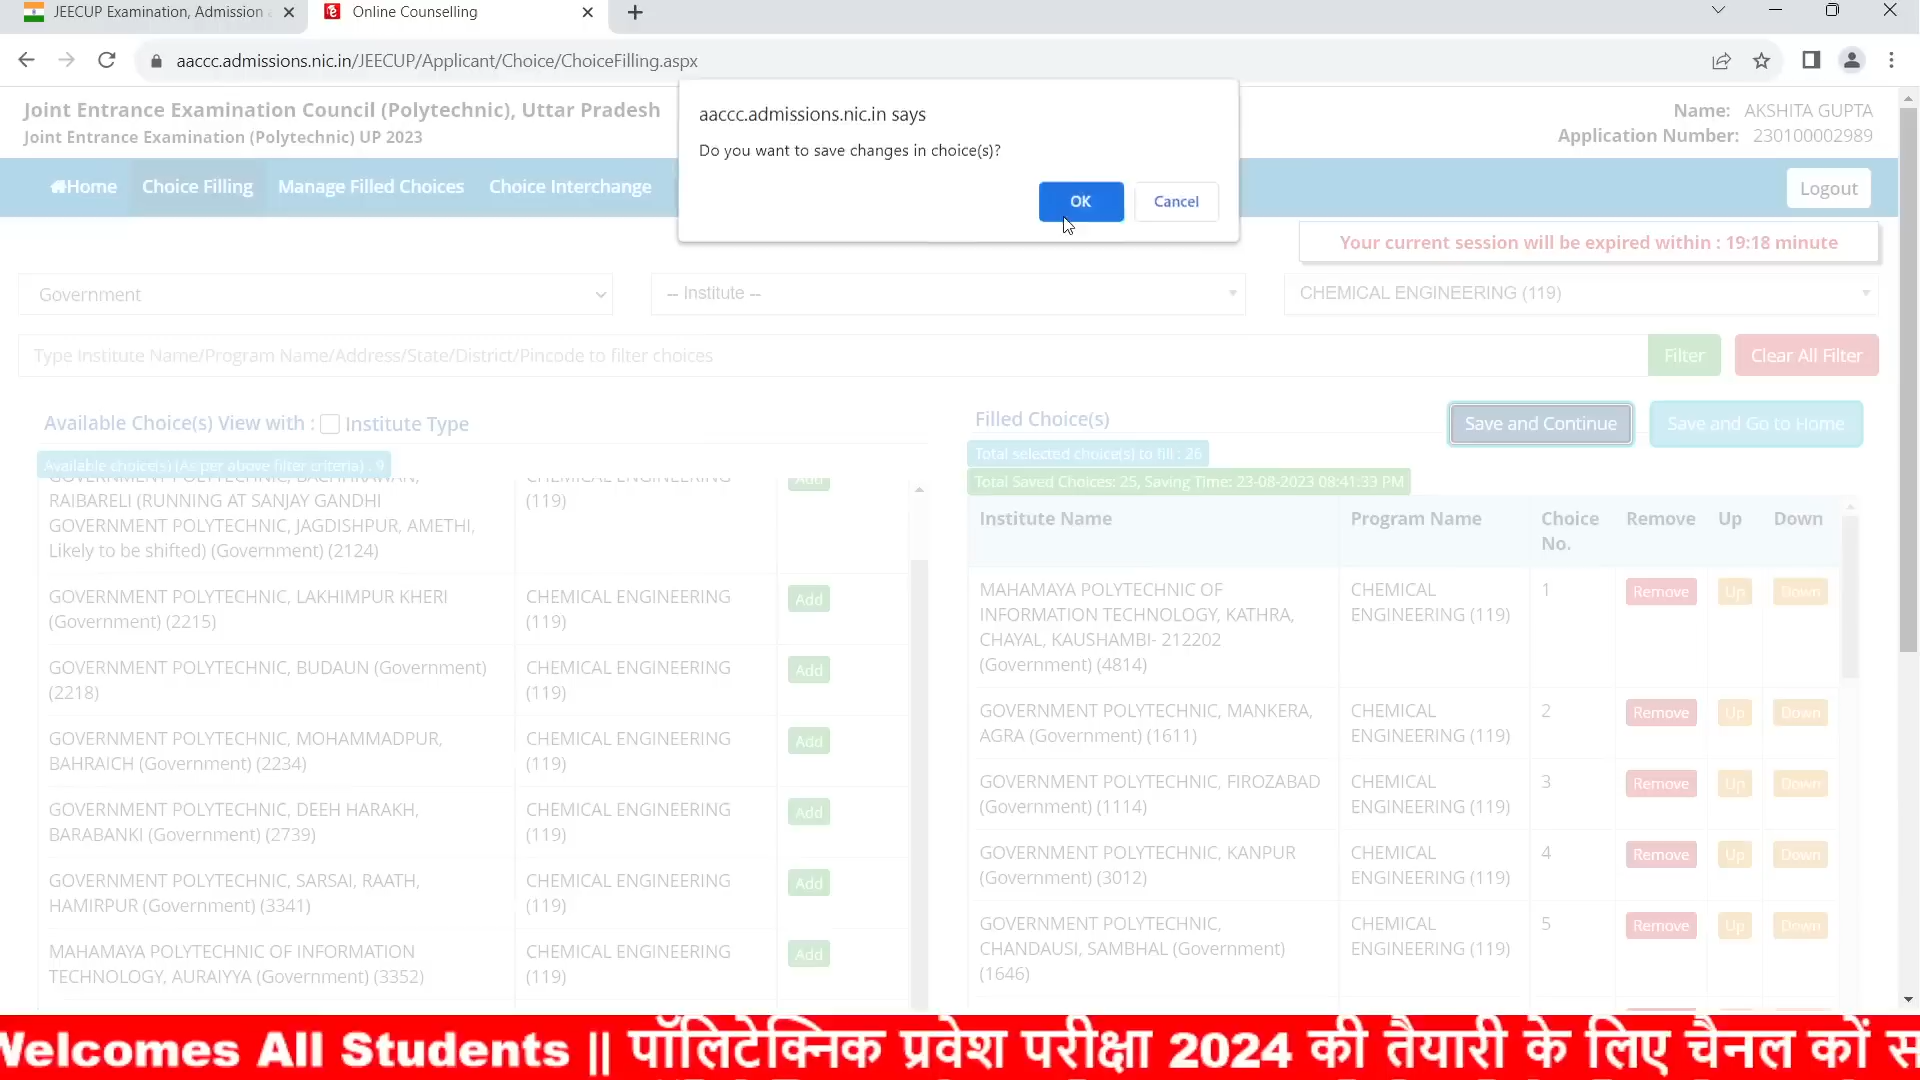 JEECUP Examination, Admission
Online Counselling
aaccc.admissions.nic.in/JEECUP/Applicant/Choice/ChoiceFilling.aspx
Joint Entrance Examination Council (Polytechnic), Uttar Pradesh
Joint Entrance Examination (Polytechnic) UP 2023
Name: AKSHITA GUPTA
Application Number: 230100002989
aaccc.admissions.nic.in says
Do you want to save changes in choice(s)?
OK
Cancel
Home
Choice Filling
Manage Filled Choices
Choice Interchange
Logout
Your current session will be expired within : 19:18 minute
Government
-- Institute --
CHEMICAL ENGINEERING (119)
Type Institute Name/Program Name/Address/State/District/Pincode to filter choices
Filter
Clear All Filter
Available Choice(s) View with : Institute Type
Available choice(s) (As per above filter criteria) : 9
GOVERNMENT POLYTECHNIC, BACHHRAWAN,
RAIBARELI (RUNNING AT SANJAY GANDHI
GOVERNMENT POLYTECHNIC, JAGDISHPUR, AMETHI,
Likely to be shifted) (Government) (2124)
CHEMICAL ENGINEERING
(119)
Add
GOVERNMENT POLYTECHNIC, LAKHIMPUR KHERI
(Government) (2215)
CHEMICAL ENGINEERING
(119)
Add
GOVERNMENT POLYTECHNIC, BUDAUN (Government)
(2218)
CHEMICAL ENGINEERING
(119)
Add
GOVERNMENT POLYTECHNIC, MOHAMMADPUR,
BAHRAICH (Government) (2234)
CHEMICAL ENGINEERING
(119)
Add
GOVERNMENT POLYTECHNIC, DEEH HARAKH,
BARABANKI (Government) (2739)
CHEMICAL ENGINEERING
(119)
Add
GOVERNMENT POLYTECHNIC, SARSAI, RAATH,
HAMIRPUR (Government) (3341)
CHEMICAL ENGINEERING
(119)
Add
MAHAMAYA POLYTECHNIC OF INFORMATION
TECHNOLOGY, AURAIYYA (Government) (3352)
CHEMICAL ENGINEERING
(119)
Add
Filled Choice(s)
Save and Continue
Save and Go to Home
Total selected choice(s) to fill : 26
Total Saved Choices: 25, Saving Time: 23-08-2023 08:41:33 PM
Institute Name
Program Name
Choice
No.
Remove
Up
Down
MAHAMAYA POLYTECHNIC OF
INFORMATION TECHNOLOGY, KATHRA,
CHAYAL, KAUSHAMBI- 212202
(Government) (4814)
CHEMICAL
ENGINEERING (119)
1
Remove
Up
Down
GOVERNMENT POLYTECHNIC, MANKERA,
AGRA (Government) (1611)
CHEMICAL
ENGINEERING (119)
2
Remove
Up
Down
GOVERNMENT POLYTECHNIC, FIROZABAD
(Government) (1114)
CHEMICAL
ENGINEERING (119)
3
Remove
Up
Down
GOVERNMENT POLYTECHNIC, KANPUR
(Government) (3012)
CHEMICAL
ENGINEERING (119)
4
Remove
Up
Down
GOVERNMENT POLYTECHNIC,
CHANDAUSI, SAMBHAL (Government)
(1646)
CHEMICAL
ENGINEERING (119)
5
Remove
Up
Down
Welcomes All Students || पॉलिटेक्निक प्रवेश परीक्षा 2024 की तैयारी के लिए चैनल कों स